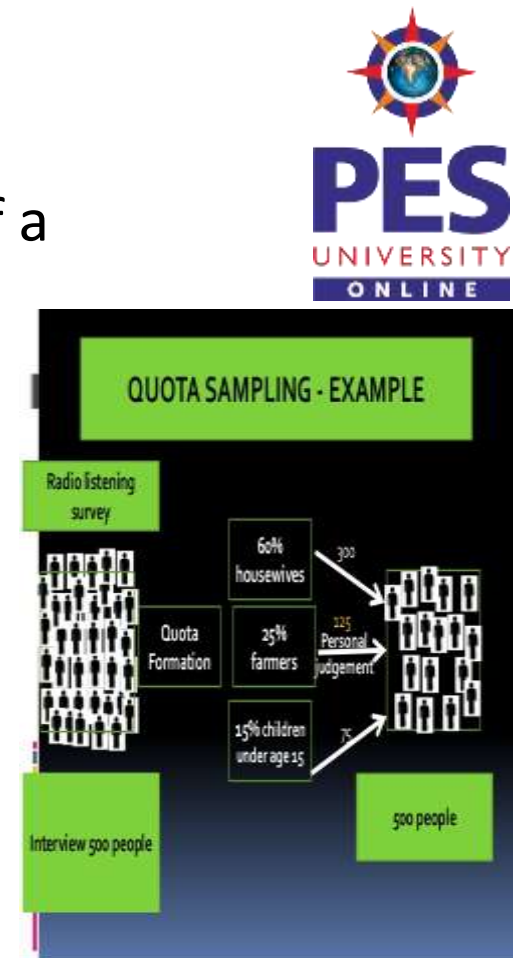 PES
UNIVERSITY
ONLINE
f a
QUOTA SAMPLING - EXAMPLE
Radio listening
survey
60%
housewives
300
Quota
Formation
25%
farmers
125
Personal
judgement
15% children
under age 15
75
Interview 500 people
500 people